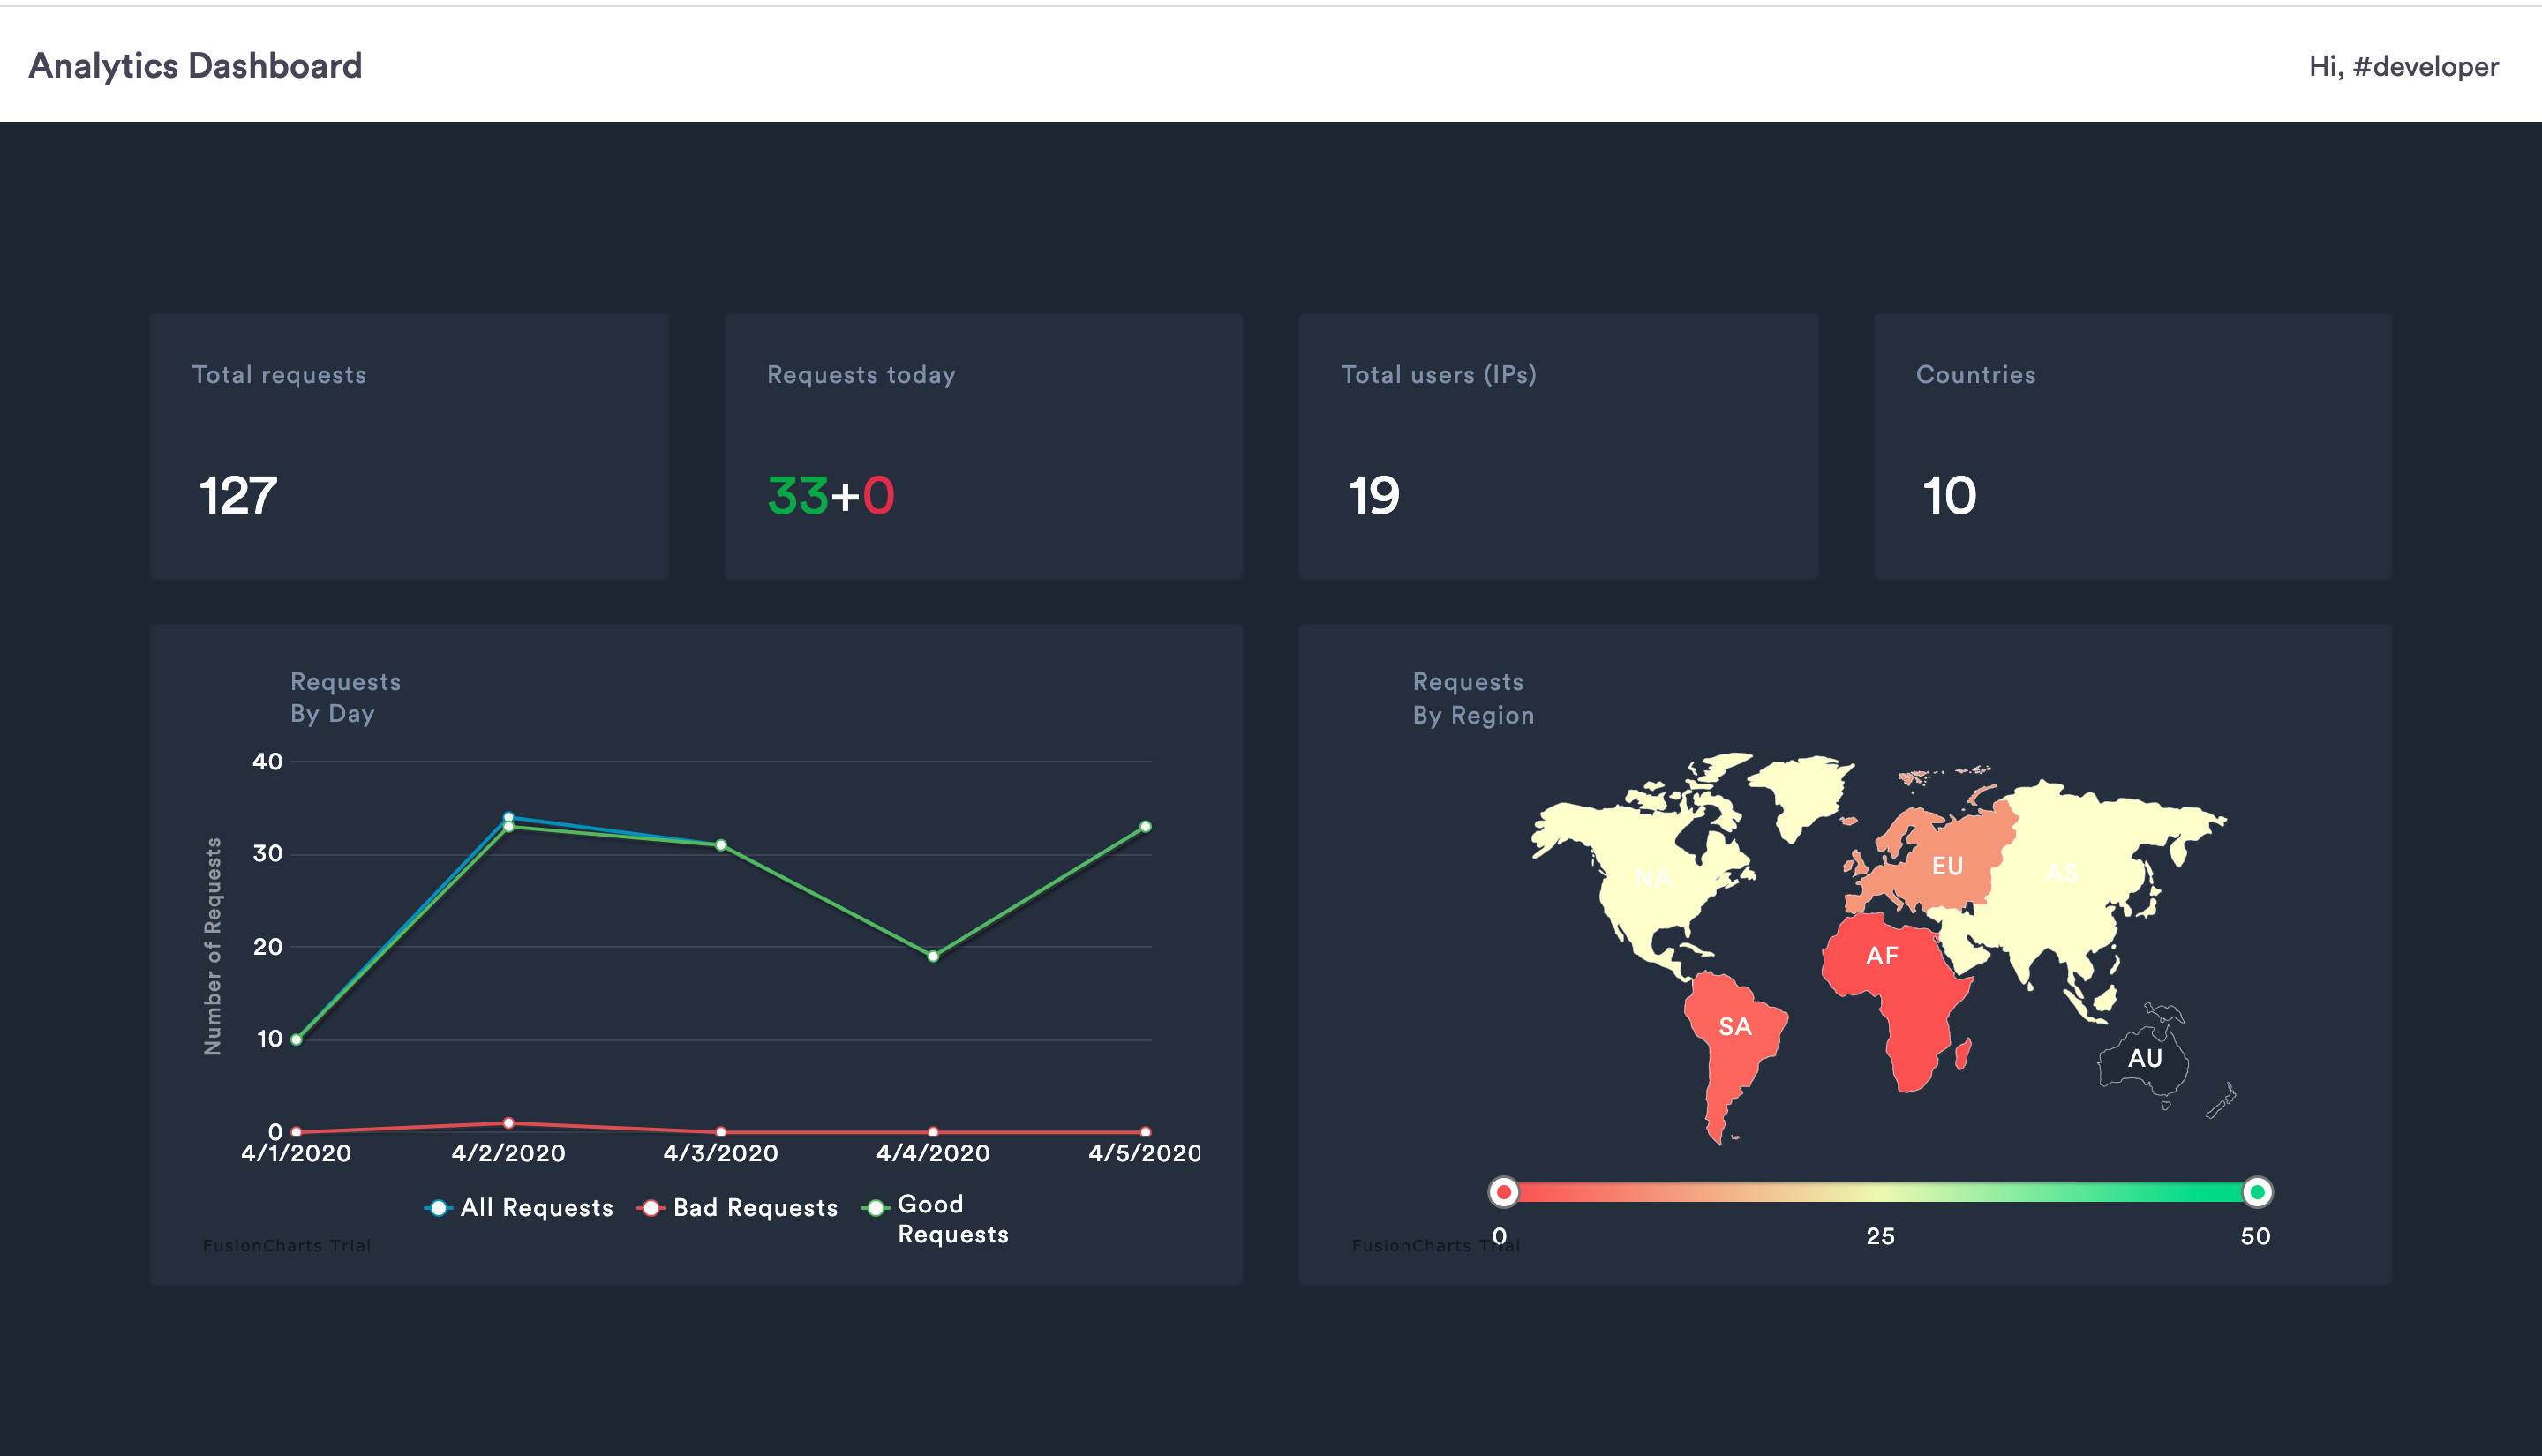 Analytics Dashboard
Hi, #developer
Total requests
127
Requests today
33+0
Total users (IPs)
19
Countries
10
Requests
By Day
Number of Requests
40
30
20
10
0
4/1/2020
4/2/2020
4/3/2020
4/4/2020
4/5/2020
All Requests
Bad Requests
Good
Requests
FusionCharts Trial
Requests
By Region
NA
EU
AS
AF
SA
AU
0
25
50
FusionCharts Trial